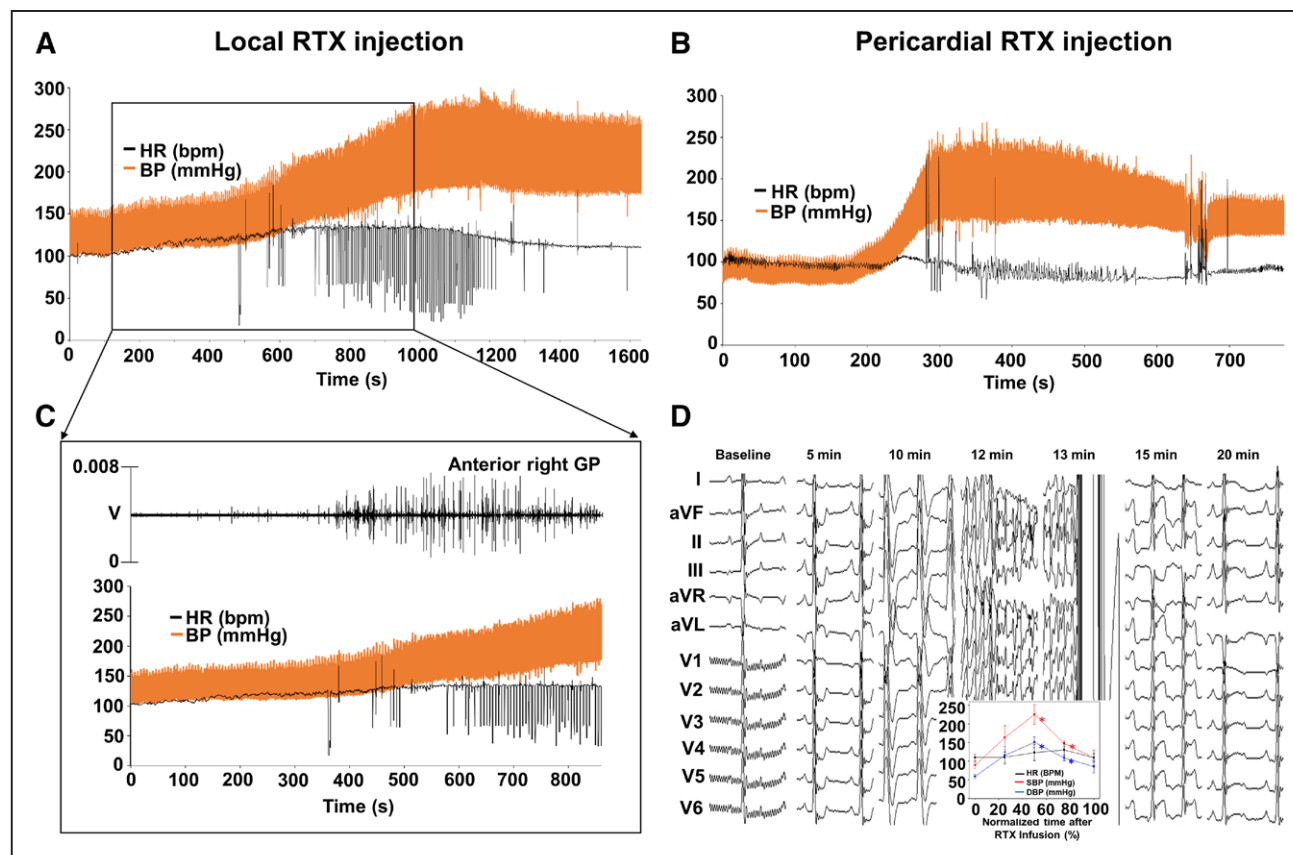 A
Local RTX injection
300
250
200
150
100
50
0
HR (bpm)
BP (mmHg)
0 200 400 600 800 1000 1200 1400 1600
Time (s)
B
Pericardial RTX injection
300
250
200
150
100
50
0
HR (bpm)
BP (mmHg)
0 100 200 300 400 500 600 700
Time (s)
C
Anterior right GP
0.008
V
0
300
250
200
150
100
50
0
HR (bpm)
BP (mmHg)
0 100 200 300 400 500 600 700 800
Time (s)
D
Baseline 5 min 10 min 12 min 13 min 15 min 20 min
I
aVF
II
III
aVR
aVL
V1
V2
V3
V4
V5
V6
250
200
150
100
50
0
* * * *
HR (BPM)
SBP (mmHg)
DBP (mmHg)
0 20 40 60 80 100
Normalized time after
RTX Infusion (%)